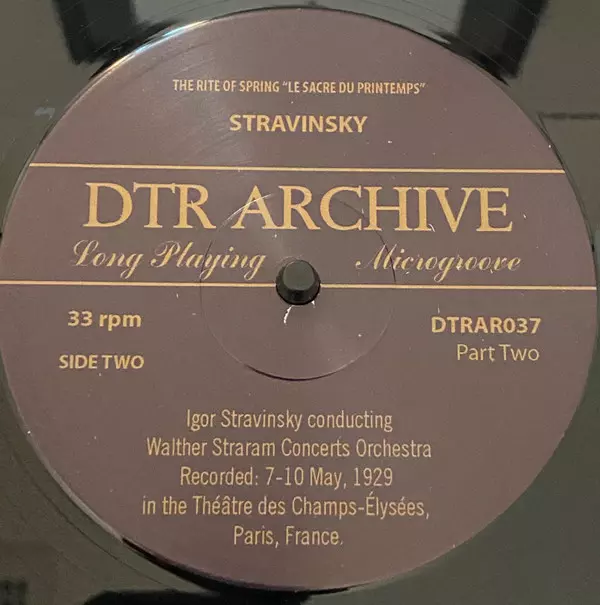 THE RITE OF SPRING "LE SACRE DU PRINTEMPS"
STRAVINSKY
DTR ARCHIVE
Long Playing Microgroove
33 rpm
SIDE TWO
DTRAR037
Part Two
Igor Stravinsky conducting
Walther Straram Concerts Orchestra
Recorded: 7-10 May, 1929
in the Théâtre des Champs-Élysées,
Paris, France.